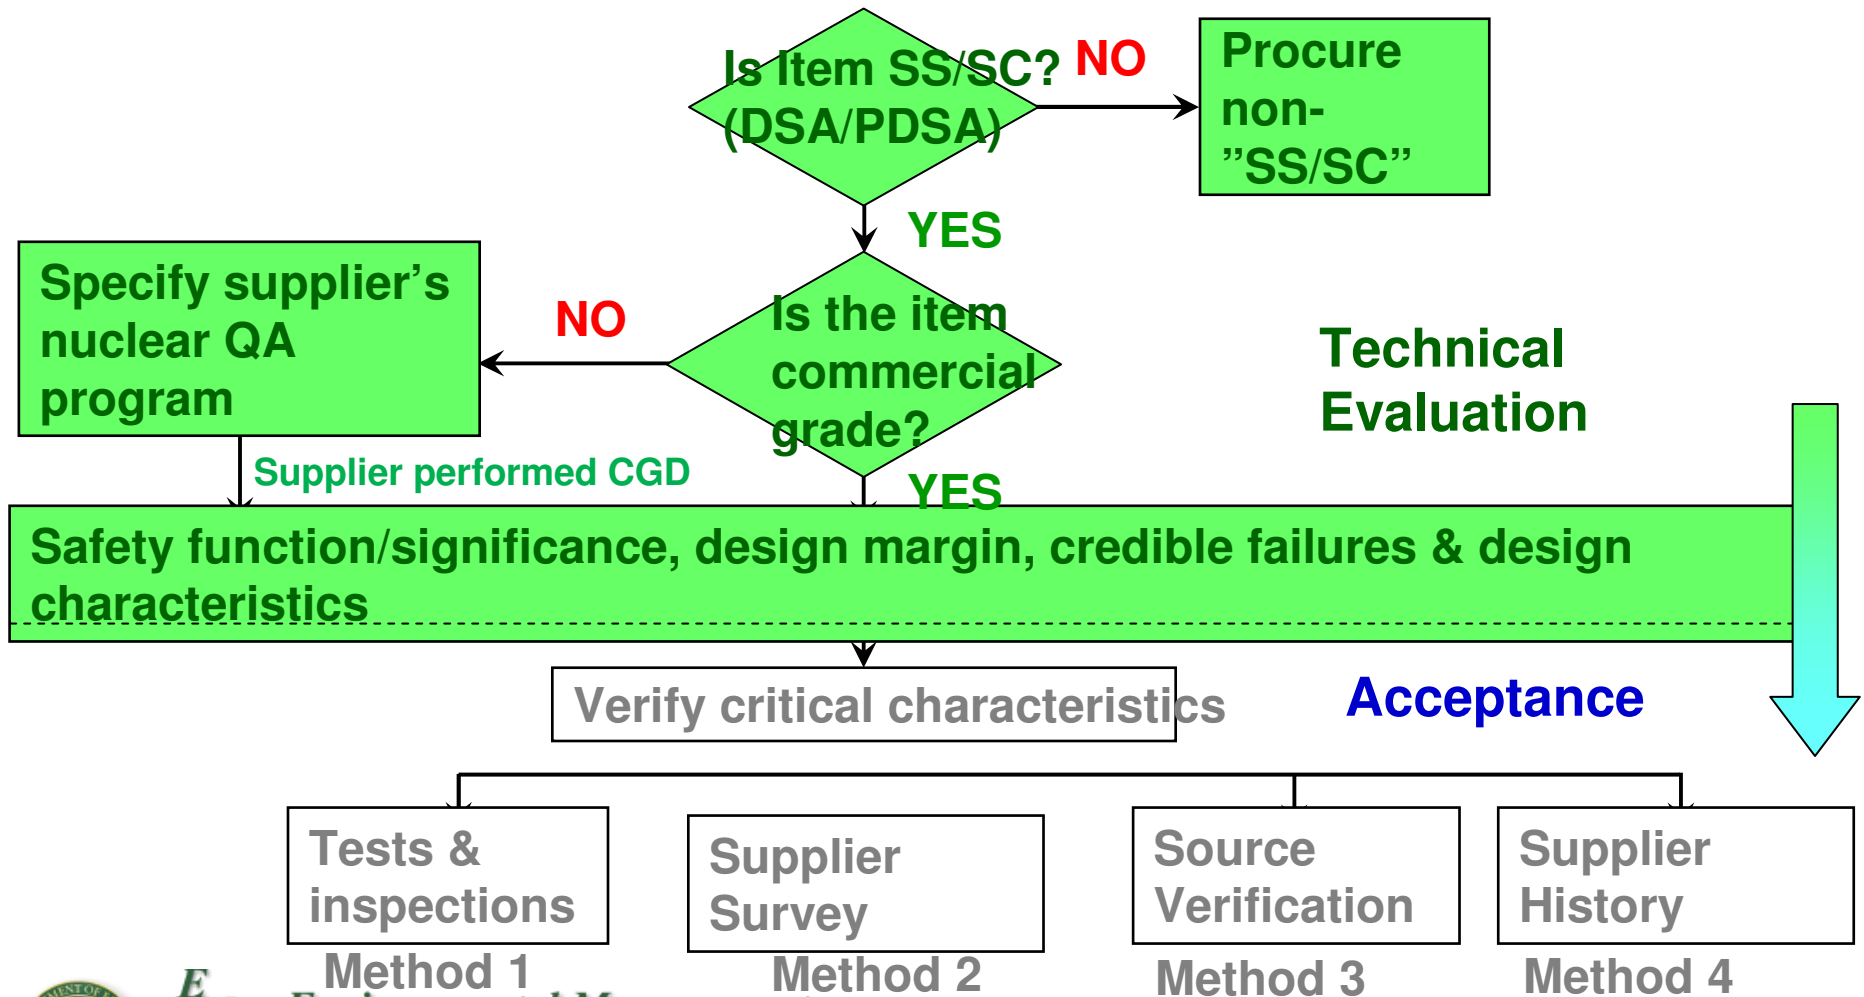 Is Item SS/SC?
(DSA/PDSA)
NO
Procure
non-
”SS/SC”
YES
Specify supplier’s
nuclear QA
program
NO
Is the item
commercial
grade?
Technical
Evaluation
Supplier performed CGD
YES
Safety function/significance, design margin, credible failures & design
characteristics
Verify critical characteristics
Acceptance
Tests &
inspections
Supplier
Survey
Source
Verification
Supplier
History
Method 1
Method 2
Method 3
Method 4